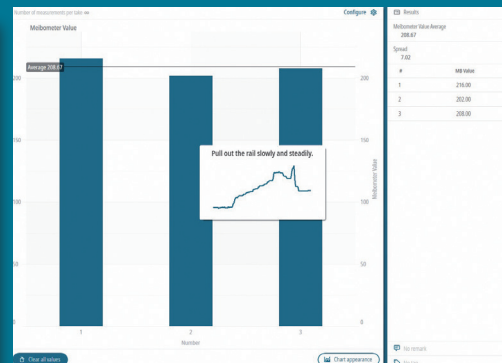 Number of measurements per take ∞
Configure
Meibometer Value
Average 208.67
200
150
100
50
0
200
150
100
50
0
Meibometer Value
Pull out the rail slowly and steadily.
1
2
3
Number
Clear all values
Chart appearance
Results
Meibometer Value Average
208.67
Spread
7.02
# MB Value
1 216.00
2 202.00
3 208.00
No remark